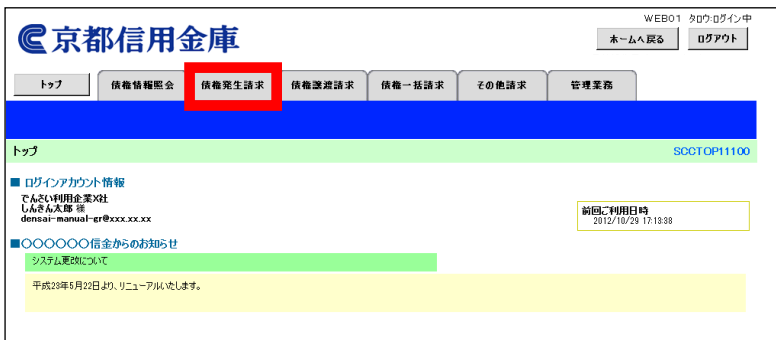 WEB01 タロウ:ログイン中
京都信用金庫
ホームへ戻る ログアウト
トップ 債権情報照会 債権発生請求 債権譲渡請求 債権一括請求 その他請求 管理業務
トップ SCCTOP11100
■ ログインアカウント情報
でんさい利用企業X社
しんきん太郎 様
densai-manual-gr@xxx.xx.xx
前回ご利用日時
2012/10/29 17:13:38
■〇〇〇〇〇〇信金からのお知らせ
システム更改について
平成23年5月22日より、リニューアルいたします。